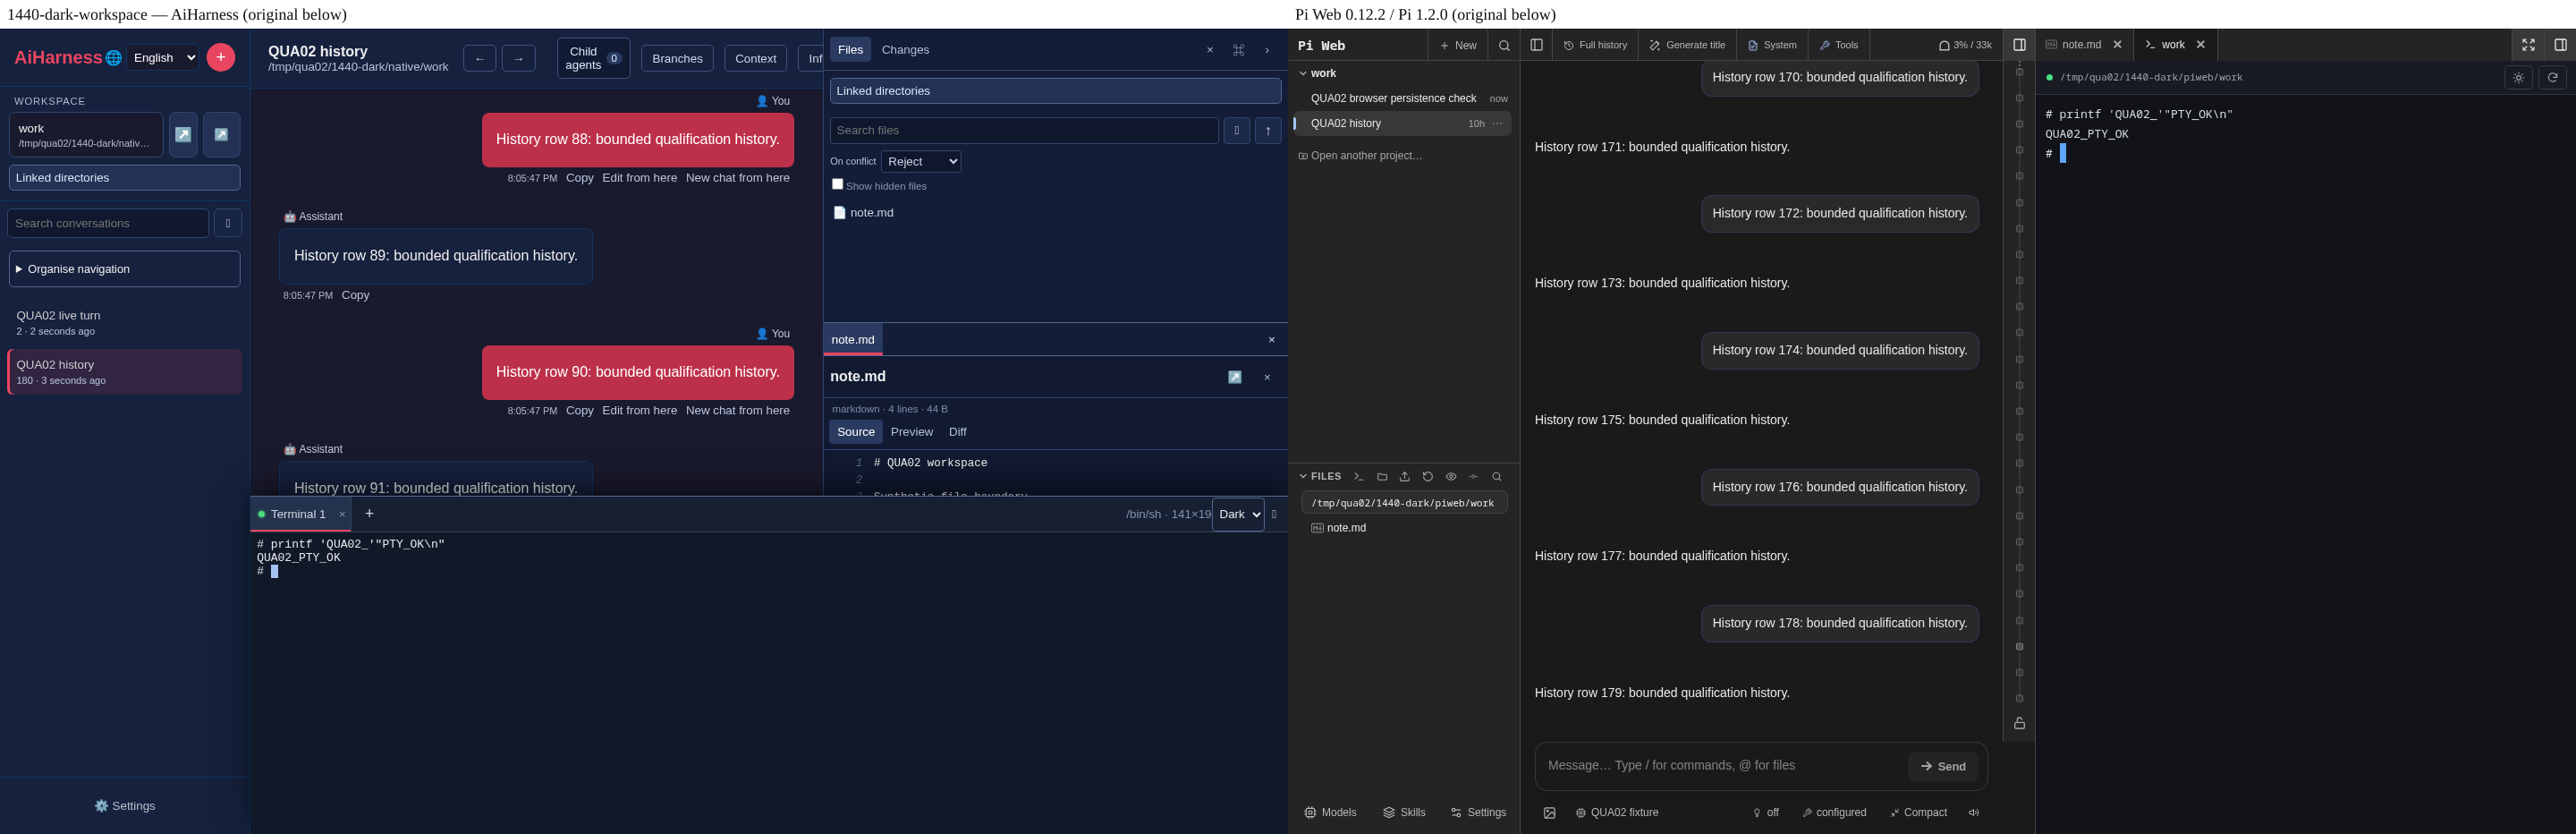 1440-dark-workspace — AiHarness (original below)
AiHarness
English
+
WORKSPACE
work
/tmp/qua02/1440-dark/nativ…
Linked directories
Search conversations
Organise navigation
QUA02 live turn
2 · 2 seconds ago
QUA02 history
180 · 3 seconds ago
Settings
QUA02 history
/tmp/qua02/1440-dark/native/work
← →
Child agents 0
Branches
Context
Inf
You
History row 88: bounded qualification history.
8:05:47 PM Copy Edit from here New chat from here
Assistant
History row 89: bounded qualification history.
8:05:47 PM Copy
You
History row 90: bounded qualification history.
8:05:47 PM Copy Edit from here New chat from here
Assistant
History row 91: bounded qualification history.
Files Changes × ⌘ ›
Linked directories
Search files ↑
On conflict Reject
Show hidden files
note.md
note.md ×
note.md ×
markdown · 4 lines · 44 B
Source Preview Diff
1 # QUA02 workspace
2
Terminal 1 × + /bin/sh · 141×19 Dark
# printf 'QUA02_'"PTY_OK\n"
QUA02_PTY_OK
#
Pi Web 0.12.2 / Pi 1.2.0 (original below)
Pi Web + New
work
QUA02 browser persistence check now
QUA02 history 10h ···
Open another project…
FILES
/tmp/qua02/1440-dark/piweb/work
note.md
Models Skills Settings
Full history Generate title System Tools 3% / 33k
History row 170: bounded qualification history.
History row 171: bounded qualification history.
History row 172: bounded qualification history.
History row 173: bounded qualification history.
History row 174: bounded qualification history.
History row 175: bounded qualification history.
History row 176: bounded qualification history.
History row 177: bounded qualification history.
History row 178: bounded qualification history.
History row 179: bounded qualification history.
Message… Type / for commands, @ for files
Send
QUA02 fixture off configured Compact
note.md work
/tmp/qua02/1440-dark/piweb/work
# printf 'QUA02_'"PTY_OK\n"
QUA02_PTY_OK
#